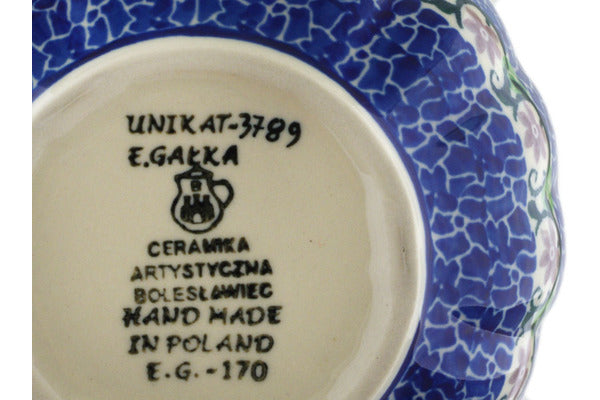 UNIKAT-3789
E.GAŁKA
B
CERAMIKA
ARTYSTYCZNA
BOLESŁAWIEC
HAND MADE
IN POLAND
E.G.-170